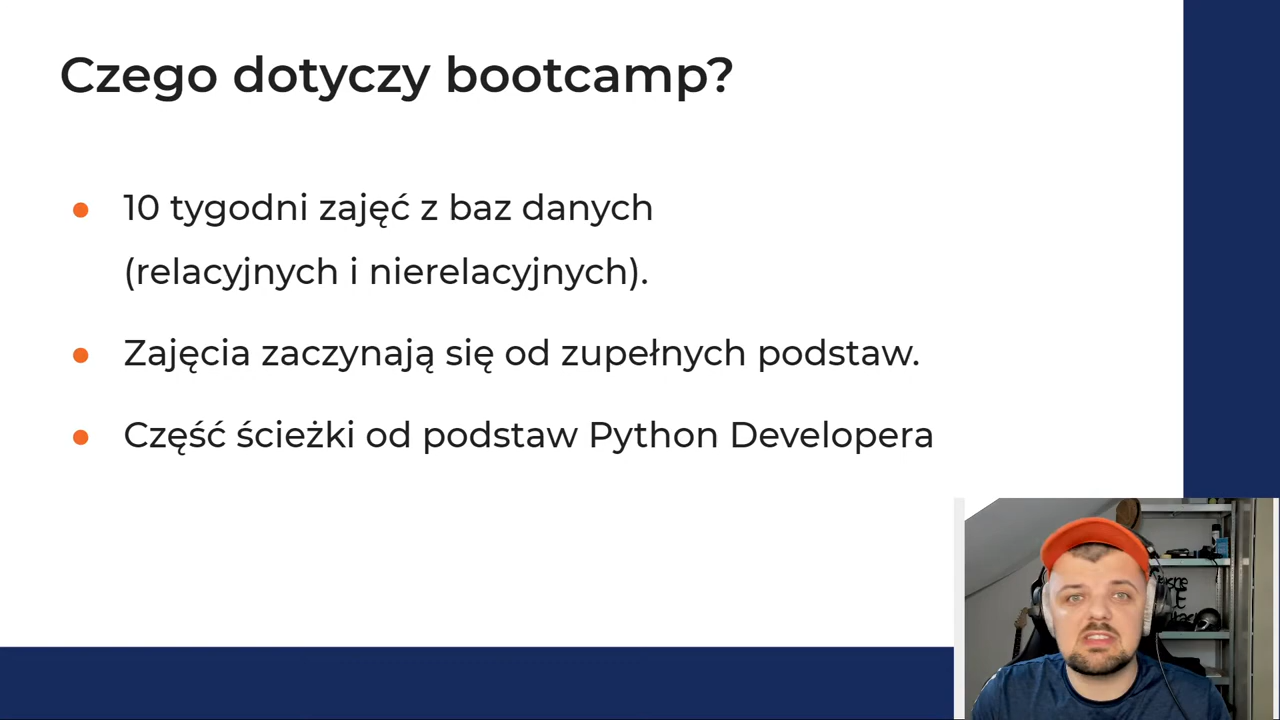 Czego dotyczy bootcamp?
10 tygodni zajęć z baz danych
(relacyjnych i nierelacyjnych).
Zajęcia zaczynają się od zupełnych podstaw.
Część ścieżki od podstaw Python Developera